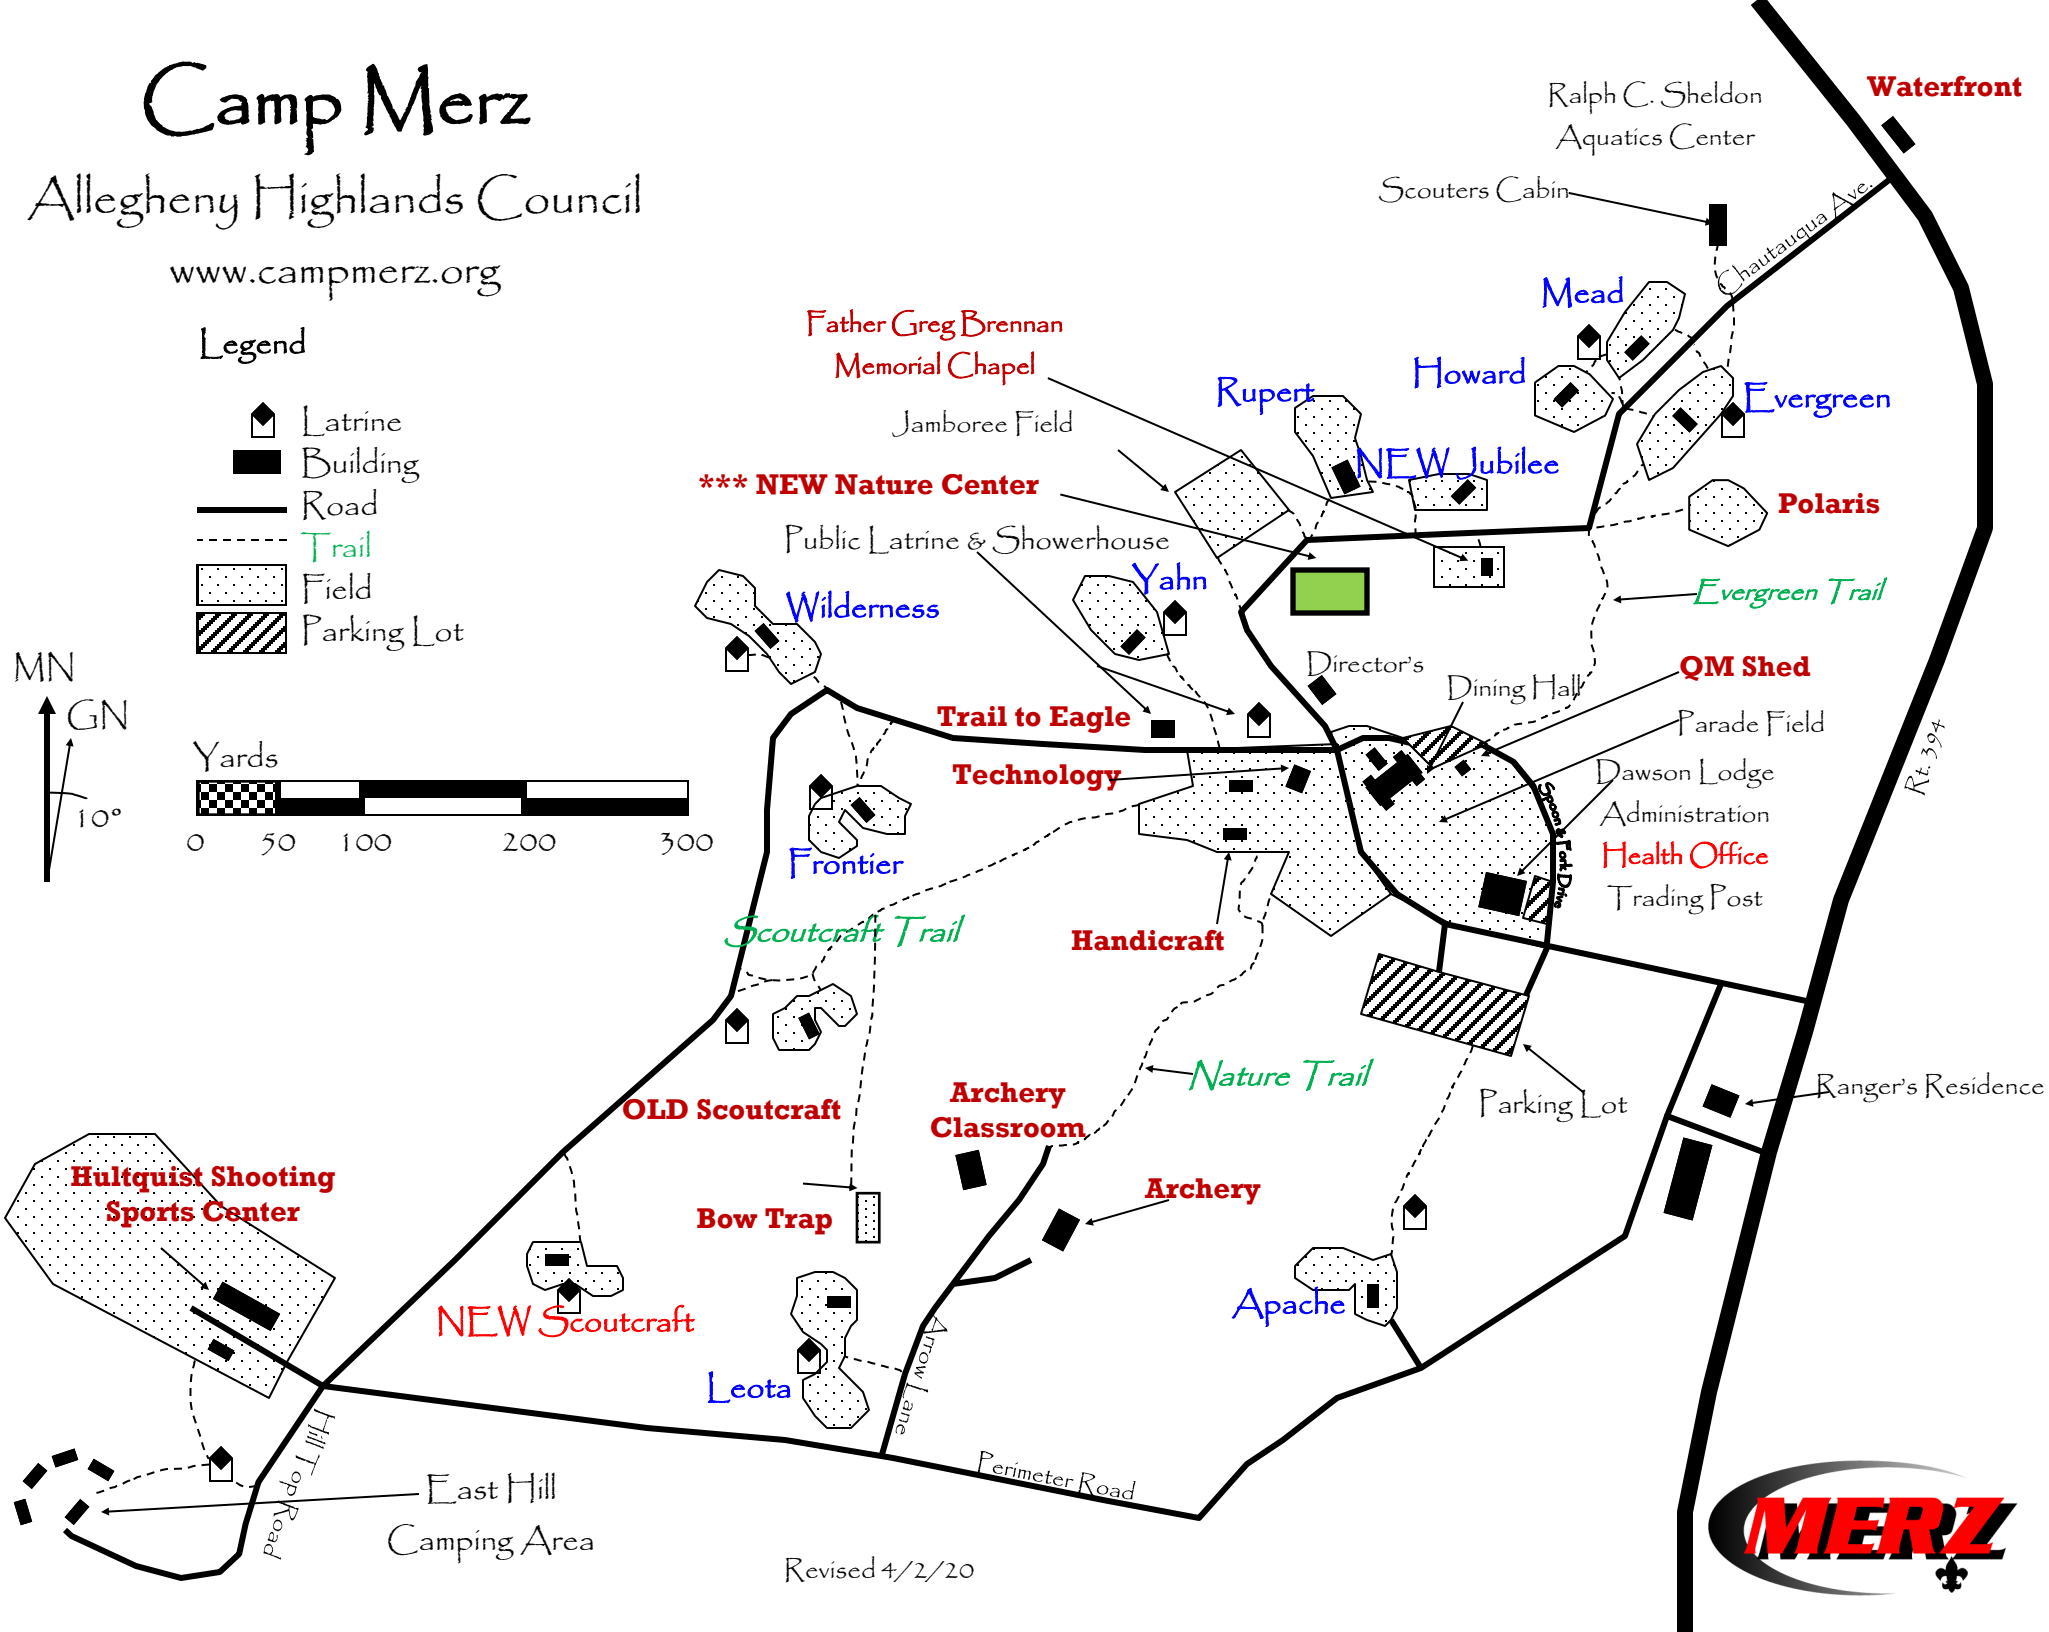 Camp Merz
Allegheny Highlands Council
www.campmerz.org
Legend
Latrine
Building
Road
Trail
Field
Parking Lot
MN
GN
10°
Yards
0 50 100 200 300
Waterfront
Ralph C. Sheldon
Aquatics Center
Scouters Cabin
Chautauqua Ave.
Mead
Howard
Evergreen
Father Greg Brennan
Memorial Chapel
Rupert
Jamboree Field
NEW Jubilee
*** NEW Nature Center
Polaris
Public Latrine & Showerhouse
Yahn
Wilderness
Evergreen Trail
Director's
QM Shed
Dining Hall
Trail to Eagle
Parade Field
Technology
Dawson Lodge
Administration
Health Office
Trading Post
Spoon & Fork Drive
Rt. 394
Frontier
Scoutcraft Trail
Handicraft
Nature Trail
Parking Lot
Ranger's Residence
OLD Scoutcraft
Archery
Classroom
Archery
Hultquist Shooting
Sports Center
Bow Trap
NEW Scoutcraft
Apache
Leota
Arrow Lane
Hill Top Road
Perimeter Road
East Hill
Camping Area
Revised 4/2/20
MERZ